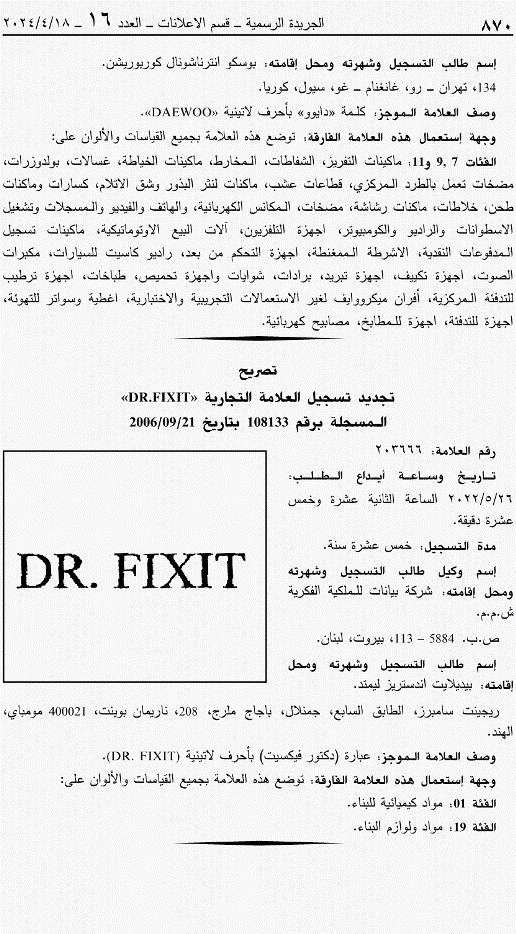 ٨٧٠ الجريدة الرسمية ــ قسم الاعلانات ــ العدد ١٦ ــ ٢٠٢٤/٤/١٨
إسم طالب التسجيل وشهرته ومحل إقامته: بوسكو انترناشونال كوربوريشن.
134، تهران ــ رو، غانغنام ــ غو، سيول، كوريا.
وصف العلامة الموجز: كلمة «دايوو» بأحرف لاتينية «DAEWOO».
وجهة إستعمال هذه العلامة الفارقة: توضع هذه العلامة بجميع القياسات والألوان على:
الفئات 7 ,9 و11: ماكينات التفريز، الشفاطات، المخارط، ماكينات الخياطة، غسالات، بولدوزرات،
مضخات تعمل بالطرد المركزي، قطاعات عشب، ماكنات لنثر البذور وشق الاتلام، كسارات وماكنات
طحن، خلاطات، ماكنات رشاشة، مضخات، المكانس الكهربائية، والهاتف والفيديو والمسجلات وتشغيل
الاسطوانات والراديو والكومبيوتر، اجهزة التلفزيون، آلات البيع الاوتوماتيكية، ماكينات تسجيل
المدفوعات النقدية، الاشرطة الممغنطة، اجهزة التحكم من بعد، راديو كاسيت للسيارات، مكبرات
الصوت، اجهزة تكييف، اجهزة تبريد، برادات، شوايات واجهزة تحميص، طباخات، اجهزة ترطيب
للتدفئة المركزية، أفران ميكروويف لغير الاستعمالات التجريبية والاختبارية، اغطية وسواتر للتهوئة،
اجهزة للتدفئة، اجهزة للمطابخ، مصابيح كهربائية.
تصريح
تجديد تسجيل العلامة التجارية «DR.FIXIT»
المسجلة برقم 108133 بتاريخ 2006/09/21
رقم العلامة: ٢٠٣٦٦٦
تاريخ وساعة أيداع الطلب:
٢٠٢٢/٥/٢٦ الساعة الثانية عشرة وخمس
عشرة دقيقة.
مدة التسجيل: خمس عشرة سنة.
إسم وكيل طالب التسجيل وشهرته
ومحل إقامته: شركة بيانات للملكية الفكرية
ش.م.م.
ص.ب. 5884 – 113، بيروت، لبنان.
إسم طالب التسجيل وشهرته ومحل
إقامته: بيديلايت اندستريز ليمتد.
DR. FIXIT
ريجينت سامبرز، الطابق السابع، جمنلال، باجاج ملرج، 208، ناريمان بوينت، 400021 مومباي،
الهند.
وصف العلامة الموجز: عبارة (دكتور فيكسيت) بأحرف لاتينية (DR. FIXIT).
وجهة إستعمال هذه العلامة الفارقة: توضع هذه العلامة بجميع القياسات والألوان على:
الفئة 01: مواد كيميائية للبناء.
الفئة 19: مواد ولوازم البناء.